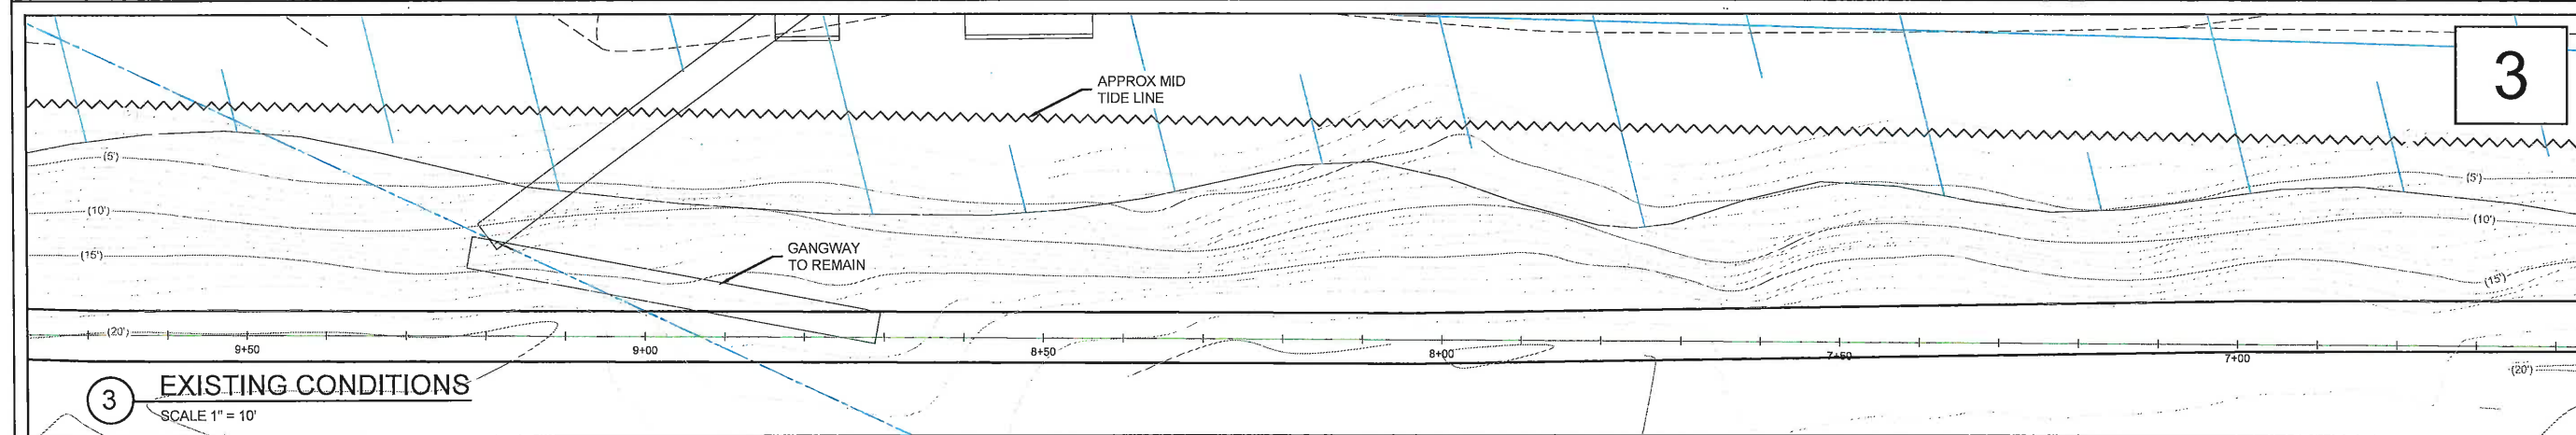 3
APPROX MID
TIDE LINE
(5')
(5')
(10')
(10')
(15')
GANGWAY
TO REMAIN
(15')
(20')
9+50
9+00
8+50
8+00
7+50
7+00
(20')
3
EXISTING CONDITIONS
SCALE 1" = 10'